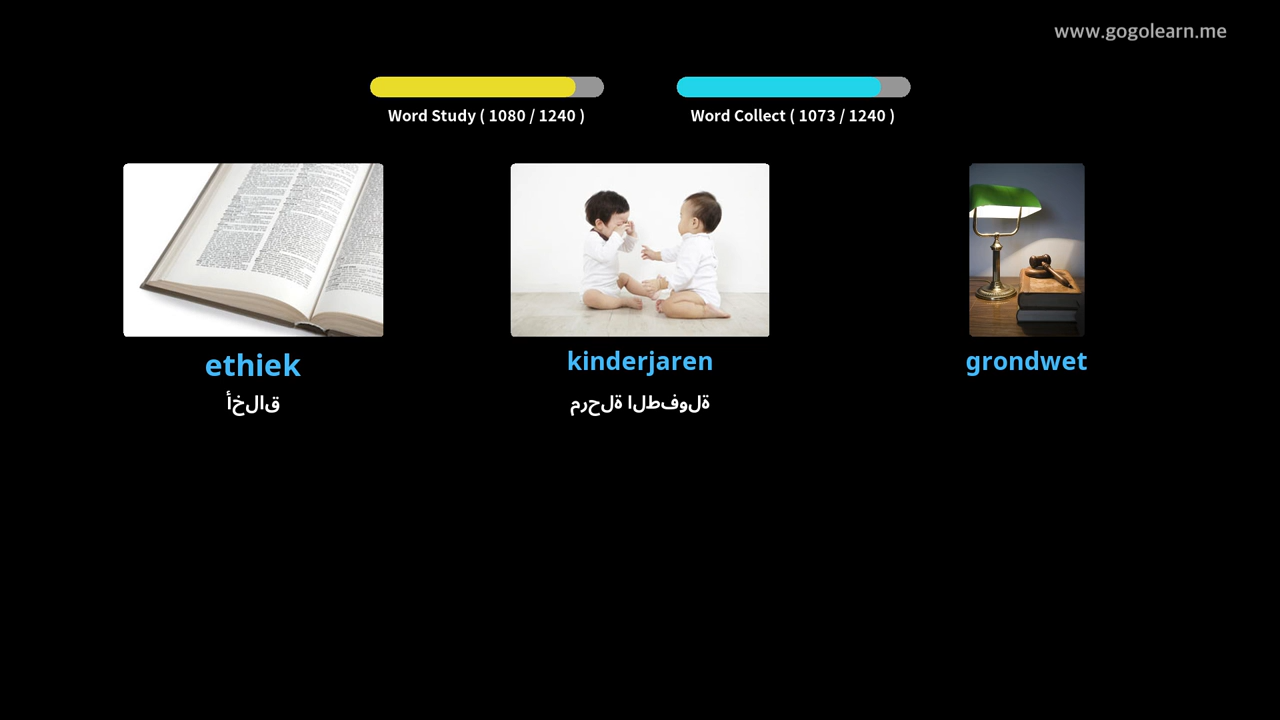 www.gogolearn.me
Word Study ( 1080 / 1240 )
Word Collect ( 1073 / 1240 )
ethiek
kinderjaren
grondwet
أخلاق
مرحلة الطفولة